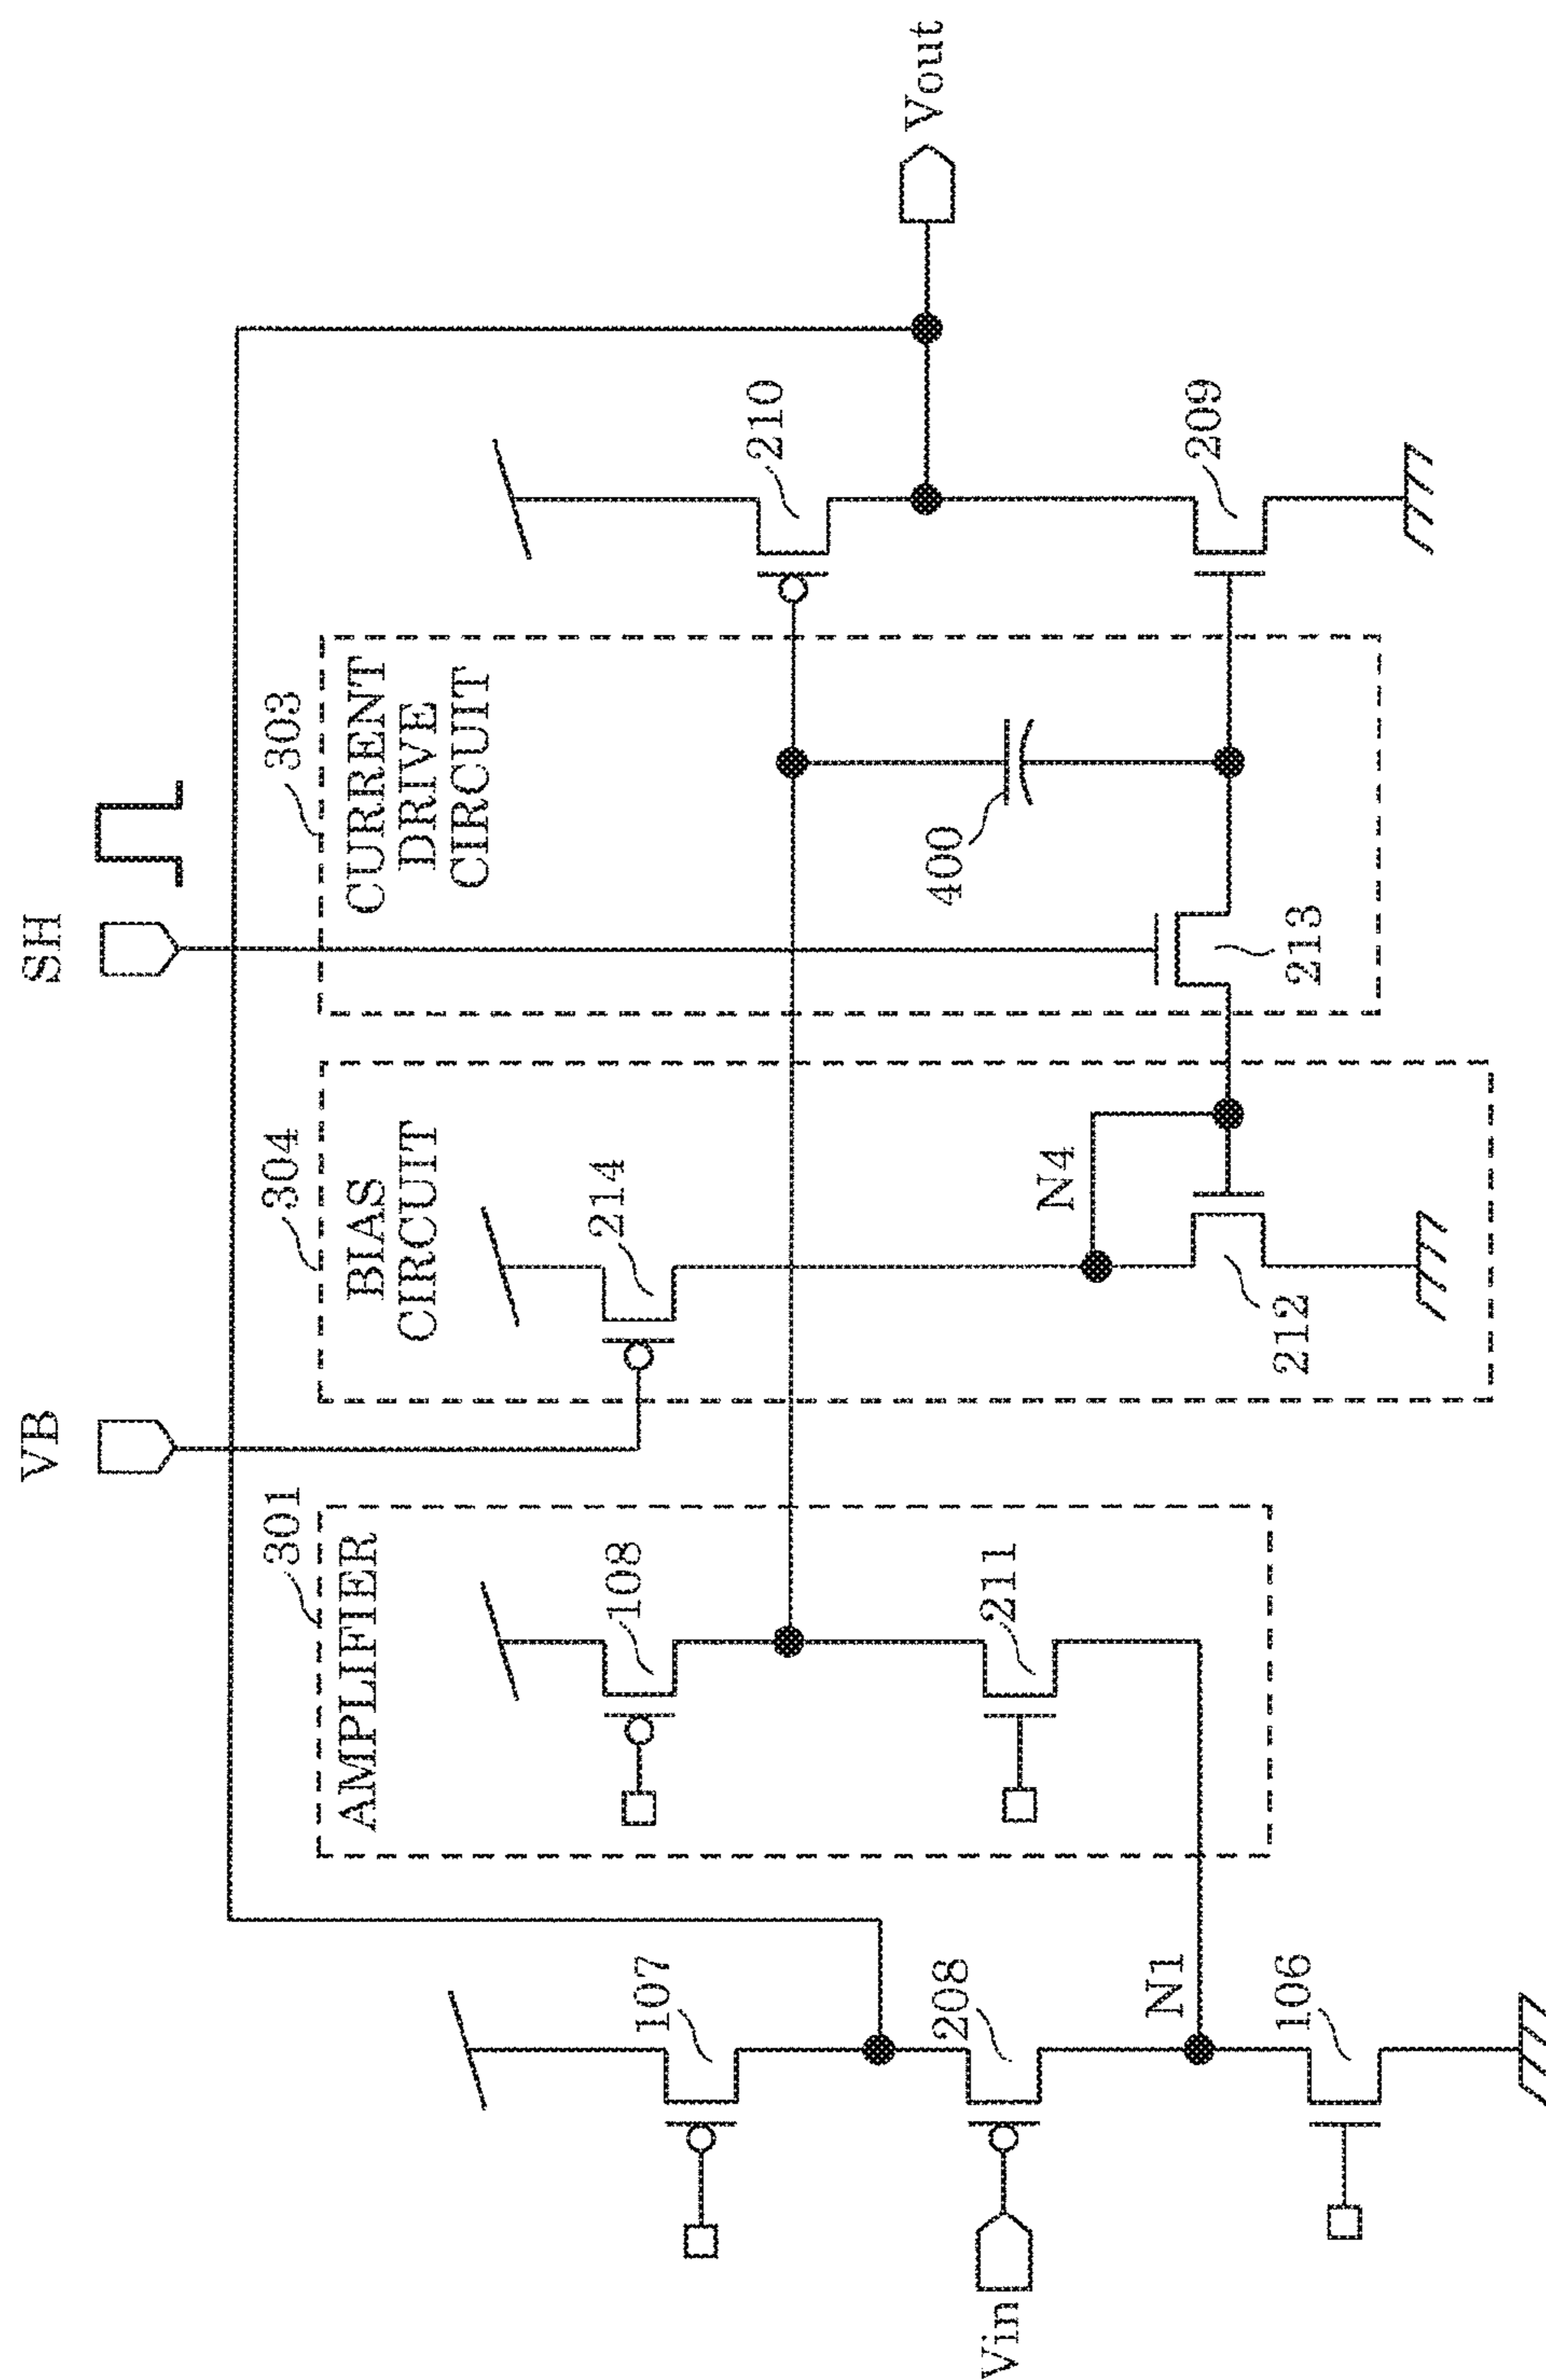 SH
VB
303
CURRENT
DRIVE
CIRCUIT
304
BIAS
CIRCUIT
301
AMPLIFIER
214
108
107
210
Vout
400
N4
211
208
Vin
N1
213
209
212
106